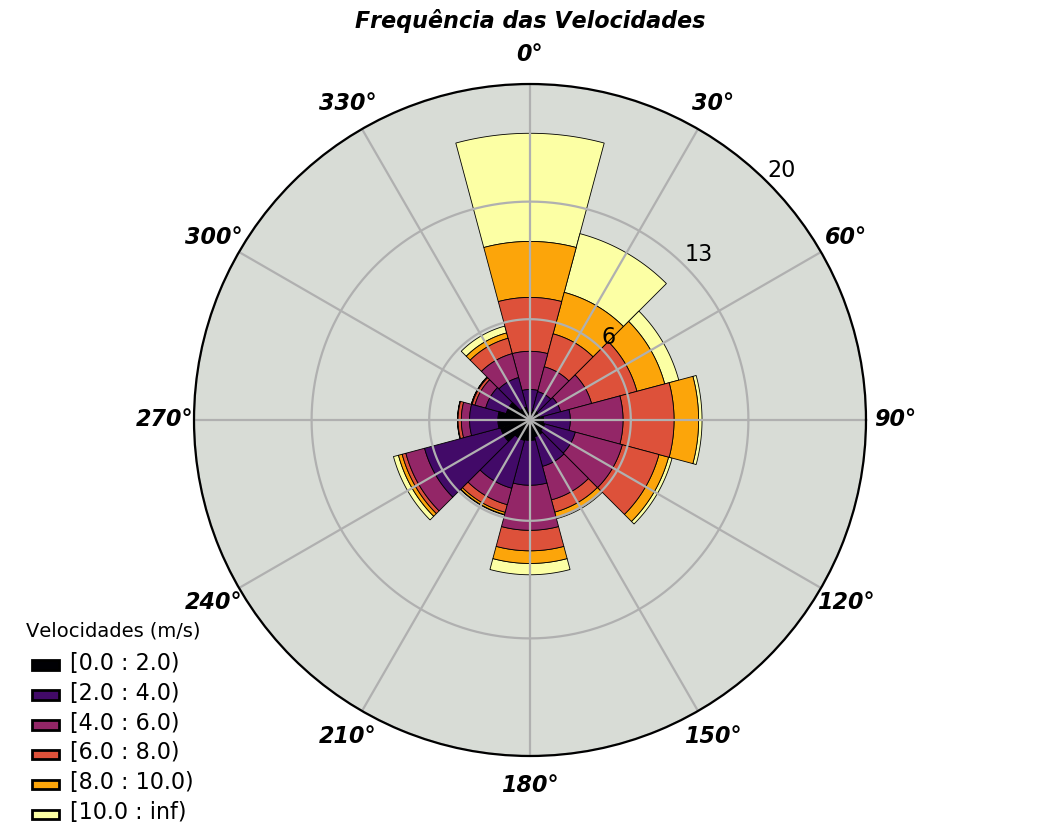 Frequência das Velocidades
0°
330°
30°
20
300°
60°
13
6
270°
90°
240°
120°
210°
150°
180°
Velocidades (m/s)
[0.0 : 2.0)
[2.0 : 4.0)
[4.0 : 6.0)
[6.0 : 8.0)
[8.0 : 10.0)
[10.0 : inf)